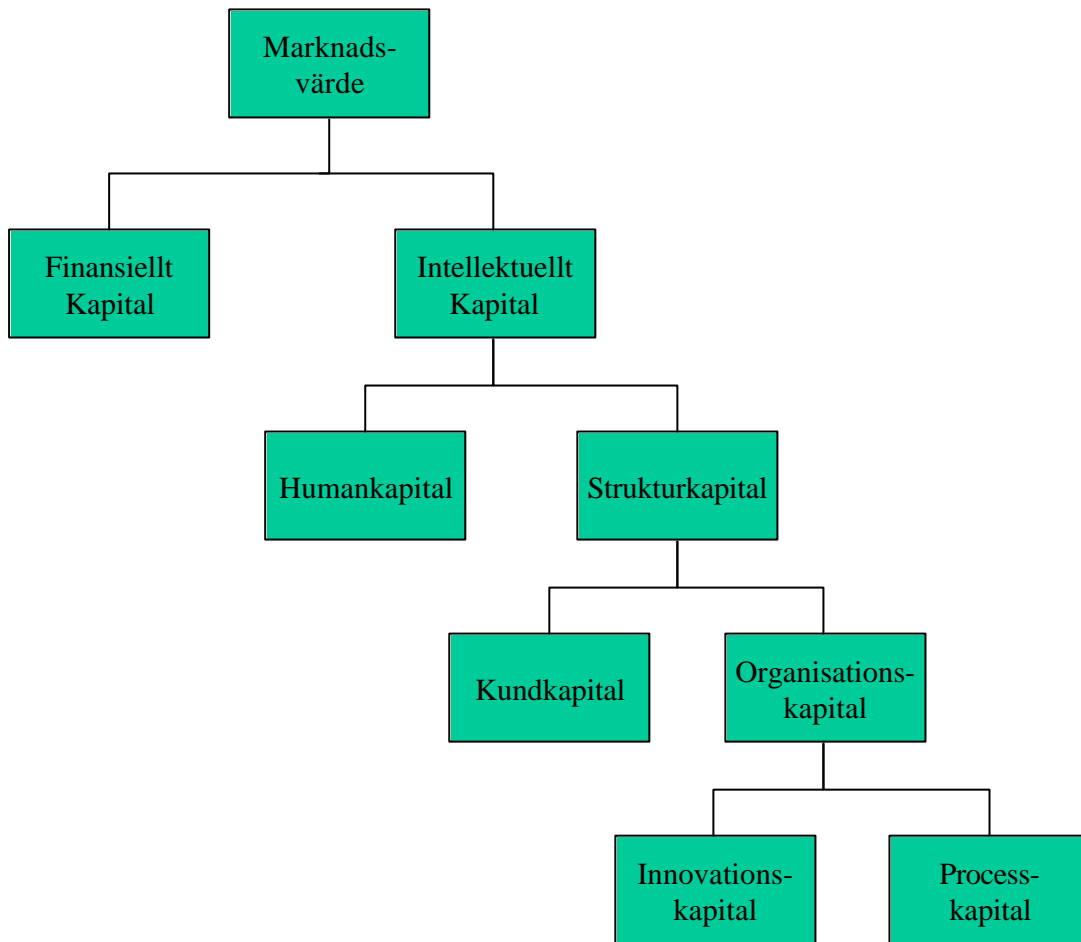 Marknads-
värde
Finansiellt
Kapital
Intellektuellt
Kapital
Humankapital
Strukturkapital
Kundkapital
Organisations-
kapital
Innovations-
kapital
Process-
kapital